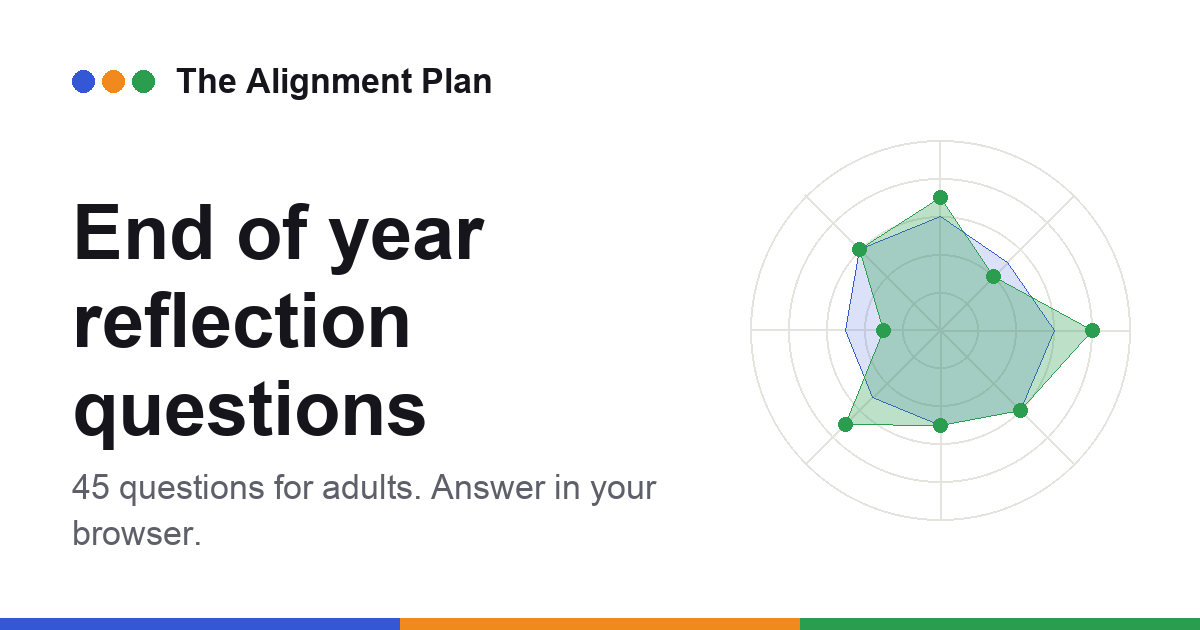 The Alignment Plan
End of year
reflection
questions
45 questions for adults. Answer in your
browser.